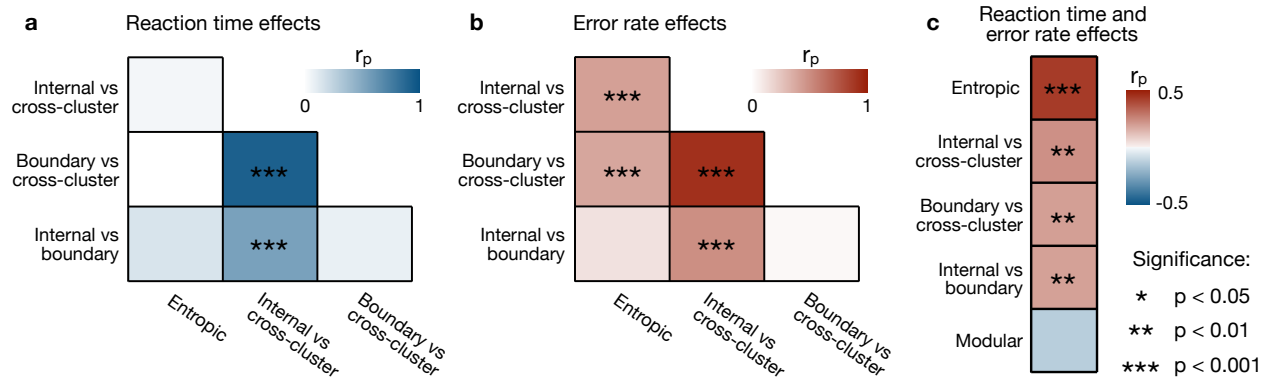 a Reaction time effects
rp
0 1
Internal vs
cross-cluster
Boundary vs
cross-cluster
***
Internal vs
boundary
***
Entropic
Internal vs
cross-cluster
Boundary vs
cross-cluster
b Error rate effects
rp
0 1
Internal vs
cross-cluster
***
Boundary vs
cross-cluster
*** ***
Internal vs
boundary
***
Entropic
Internal vs
cross-cluster
Boundary vs
cross-cluster
c Reaction time and
error rate effects
Entropic ***
Internal vs
cross-cluster
**
Boundary vs
cross-cluster
**
Internal vs
boundary
**
Modular
rp
0.5
-0.5
Significance:
* p < 0.05
** p < 0.01
*** p < 0.001